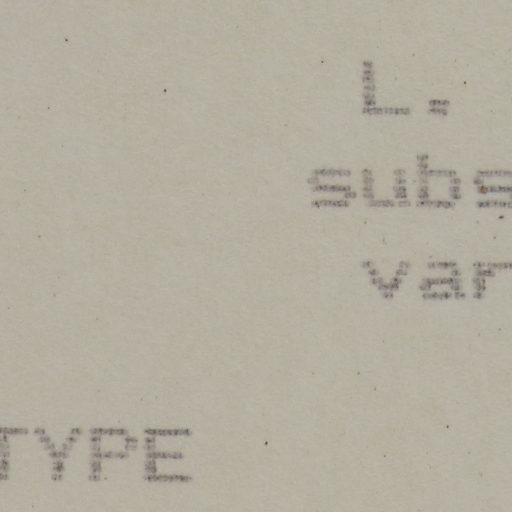 L.
subs
var
TYPE